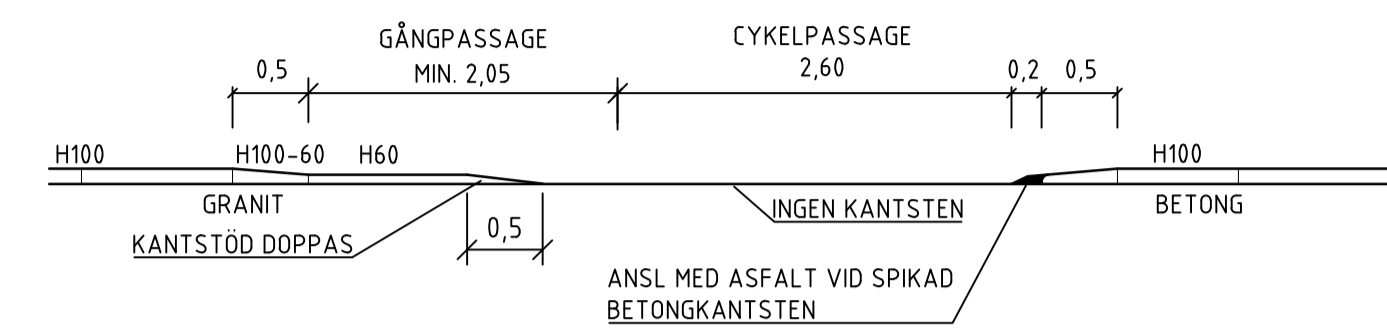 GÅNGPASSAGE
MIN. 2,05
CYKELPASSAGE
2,60
0,5
0,2
0,5
H100
H100-60
H60
H100
GRANIT
INGEN KANTSTEN
BETONG
KANTSTÖD DOPPAS
0,5
ANSL MED ASFALT VID SPIKAD
BETONGKANTSTEN